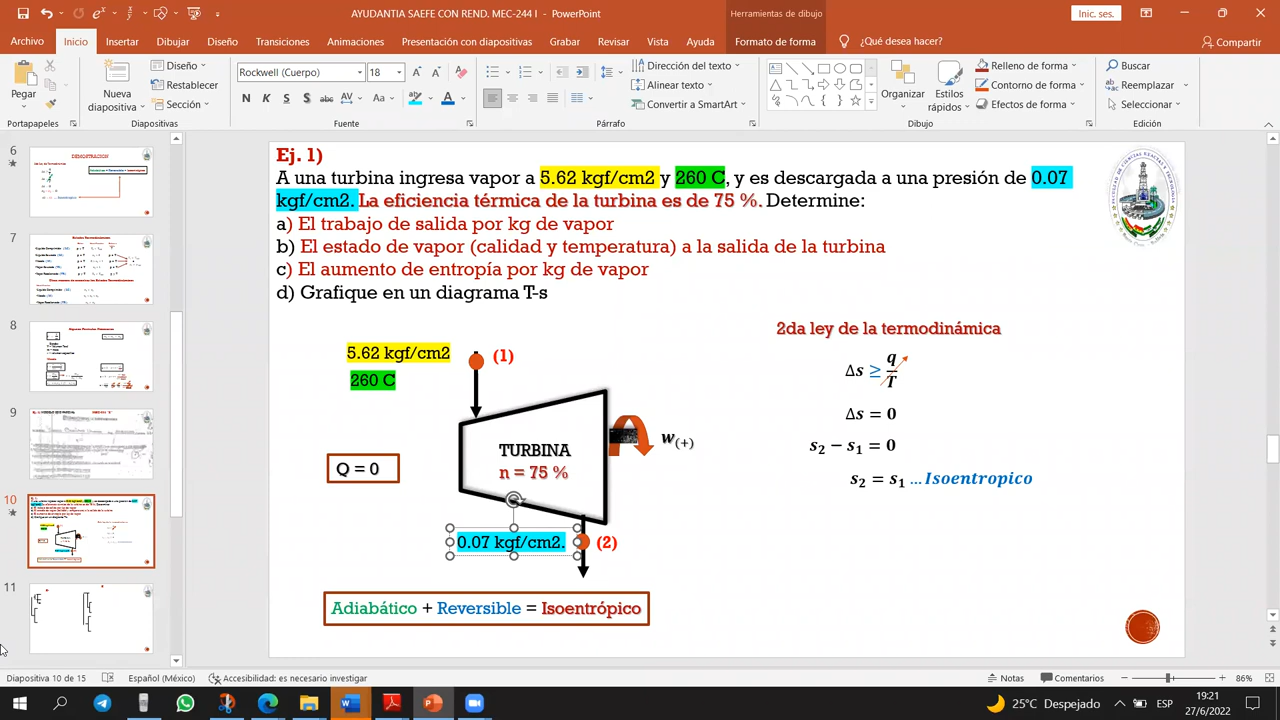 AYUDANTIA SAEFE CON REND. MEC-244 I - PowerPoint
Herramientas de dibujo
Inic. ses.
Archivo Inicio Insertar Dibujar Diseño Transiciones Animaciones Presentación con diapositivas Grabar Revisar Vista Ayuda Formato de forma ¿Qué desea hacer? Compartir
Pegar
Nueva diapositiva
Diseño
Restablecer
Sección
Rockwell (Cuerpo) 18
N K S S abc AV Aa A
Dirección del texto
Alinear texto
Convertir a SmartArt
Organizar
Estilos rápidos
Relleno de forma
Contorno de forma
Efectos de forma
Buscar
Reemplazar
Seleccionar
Portapapeles Diapositivas Fuente Párrafo Dibujo Edición
6
7
8
9
10
11
Ej. 1)
A una turbina ingresa vapor a 5.62 kgf/cm2 y 260 C, y es descargada a una presión de 0.07
kgf/cm2. La eficiencia térmica de la turbina es de 75 %. Determine:
a) El trabajo de salida por kg de vapor
b) El estado de vapor (calidad y temperatura) a la salida de la turbina
c) El aumento de entropía por kg de vapor
d) Grafique en un diagrama T-s
2da ley de la termodinámica
5.62 kgf/cm2
(1)
260 C
Δs ≥ q/T
Δs = 0
w(+)
s₂ − s₁ = 0
TURBINA
n = 75 %
Q = 0
s₂ = s₁ ...Isoentropico
0.07 kgf/cm2.
(2)
Adiabático + Reversible = Isoentrópico
Diapositiva 10 de 15 Español (México) Accesibilidad: es necesario investigar Notas Comentarios 86%
25°C Despejado ESP
19:21
27/6/2022